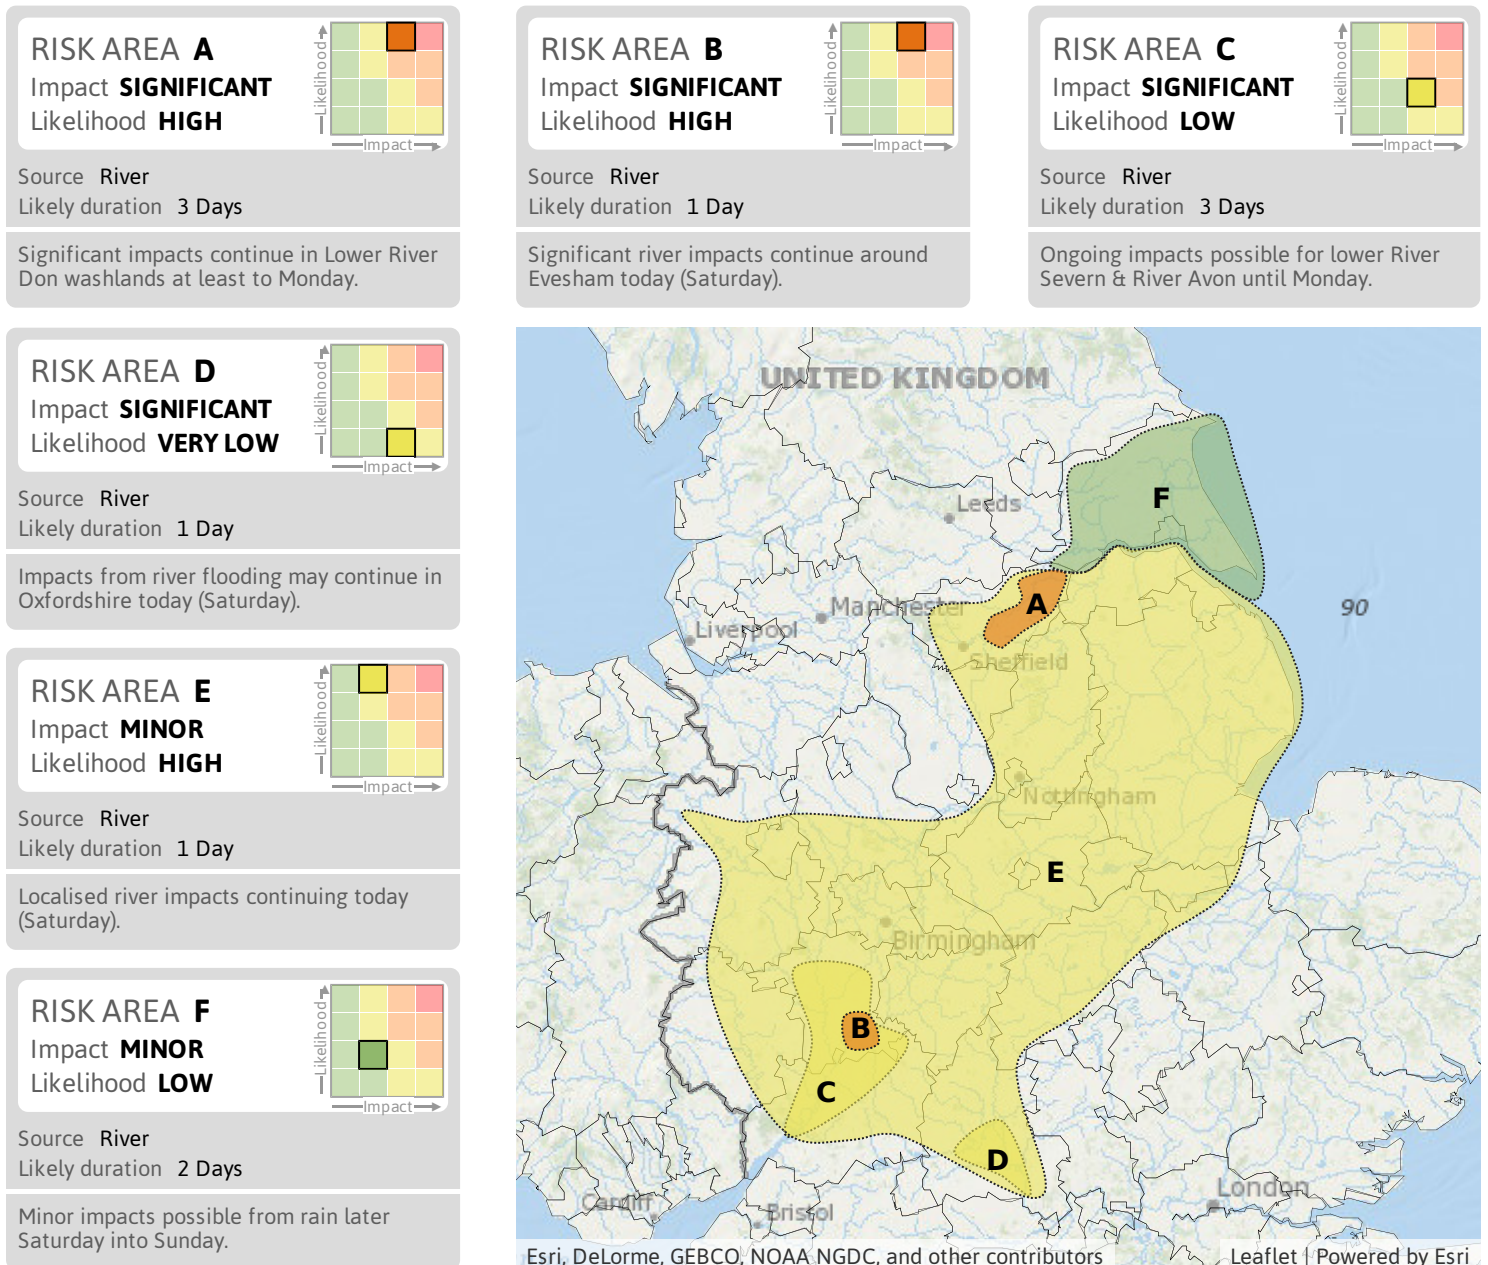 RISK AREA A
Impact SIGNIFICANT
Likelihood HIGH
Likelihood
Impact
Source River
Likely duration 3 Days
Significant impacts continue in Lower River
Don washlands at least to Monday.
RISK AREA B
Impact SIGNIFICANT
Likelihood HIGH
Likelihood
Impact
Source River
Likely duration 1 Day
Significant river impacts continue around
Evesham today (Saturday).
RISK AREA C
Impact SIGNIFICANT
Likelihood LOW
Likelihood
Impact
Source River
Likely duration 3 Days
Ongoing impacts possible for lower River
Severn & River Avon until Monday.
RISK AREA D
Impact SIGNIFICANT
Likelihood VERY LOW
Likelihood
Impact
Source River
Likely duration 1 Day
Impacts from river flooding may continue in
Oxfordshire today (Saturday).
RISK AREA E
Impact MINOR
Likelihood HIGH
Likelihood
Impact
Source River
Likely duration 1 Day
Localised river impacts continuing today
(Saturday).
RISK AREA F
Impact MINOR
Likelihood LOW
Likelihood
Impact
Source River
Likely duration 2 Days
Minor impacts possible from rain later
Saturday into Sunday.
UNITED KINGDOM
F
Leeds
A
Manchester
90
Liverpool
Sheffield
Nottingham
E
Birmingham
B
C
D
London
Cardiff
Bristol
Esri, DeLorme, GEBCO, NOAA NGDC, and other contributors
Leaflet | Powered by Esri